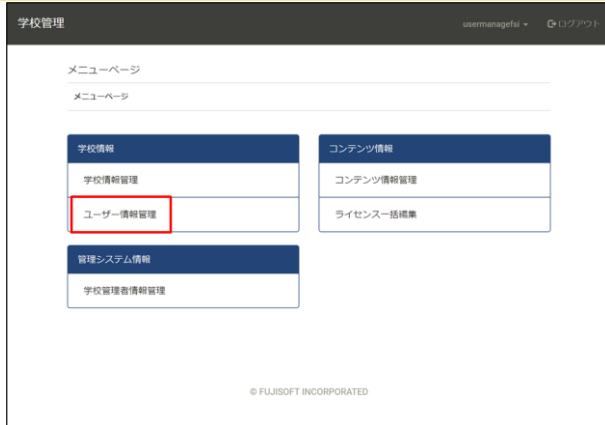 学校管理
usermanagefsi ログアウト
メニューページ
メニューページ
学校情報
学校情報管理
ユーザー情報管理
コンテンツ情報
コンテンツ情報管理
ライセンス一括編集
管理システム情報
学校管理者情報管理
© FUJISOFT INCORPORATED